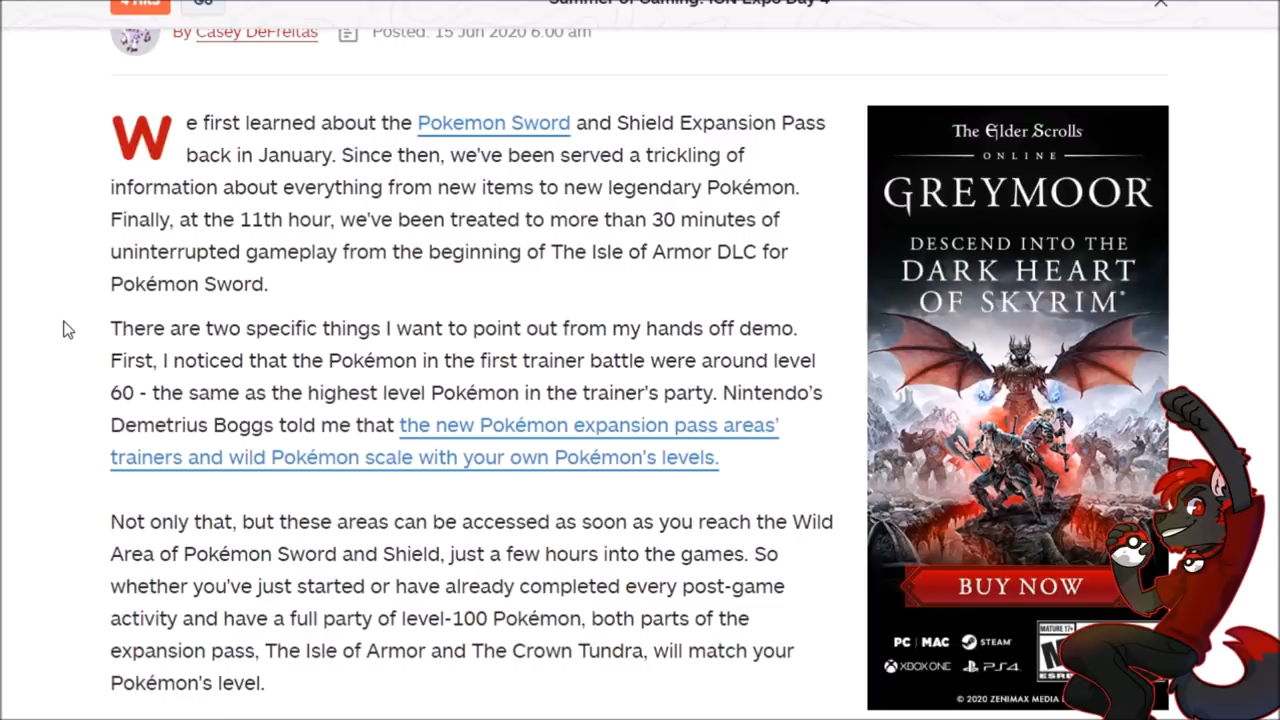 Summer of Gaming: IGN Expo Day 4
4 Hrs
Go
By Casey DeFreitas
Posted: 15 Jun 2020 6:00 am
We first learned about the Pokemon Sword and Shield Expansion Pass
back in January. Since then, we've been served a trickling of
information about everything from new items to new legendary Pokémon.
Finally, at the 11th hour, we've been treated to more than 30 minutes of
uninterrupted gameplay from the beginning of The Isle of Armor DLC for
Pokémon Sword.
There are two specific things I want to point out from my hands off demo.
First, I noticed that the Pokémon in the first trainer battle were around level
60 - the same as the highest level Pokémon in the trainer's party. Nintendo's
Demetrius Boggs told me that the new Pokémon expansion pass areas'
trainers and wild Pokémon scale with your own Pokémon's levels.
Not only that, but these areas can be accessed as soon as you reach the Wild
Area of Pokémon Sword and Shield, just a few hours into the games. So
whether you've just started or have already completed every post-game
activity and have a full party of level-100 Pokémon, both parts of the
expansion pass, The Isle of Armor and The Crown Tundra, will match your
Pokémon's level.
The Elder Scrolls
ONLINE
GREYMOOR
DESCEND INTO THE
DARK HEART
OF SKYRIM®
BUY NOW
PC | MAC STEAM
XBOX ONE PS4
MATURE 17+
M
ESRB
© 2020 ZENIMAX MEDIA